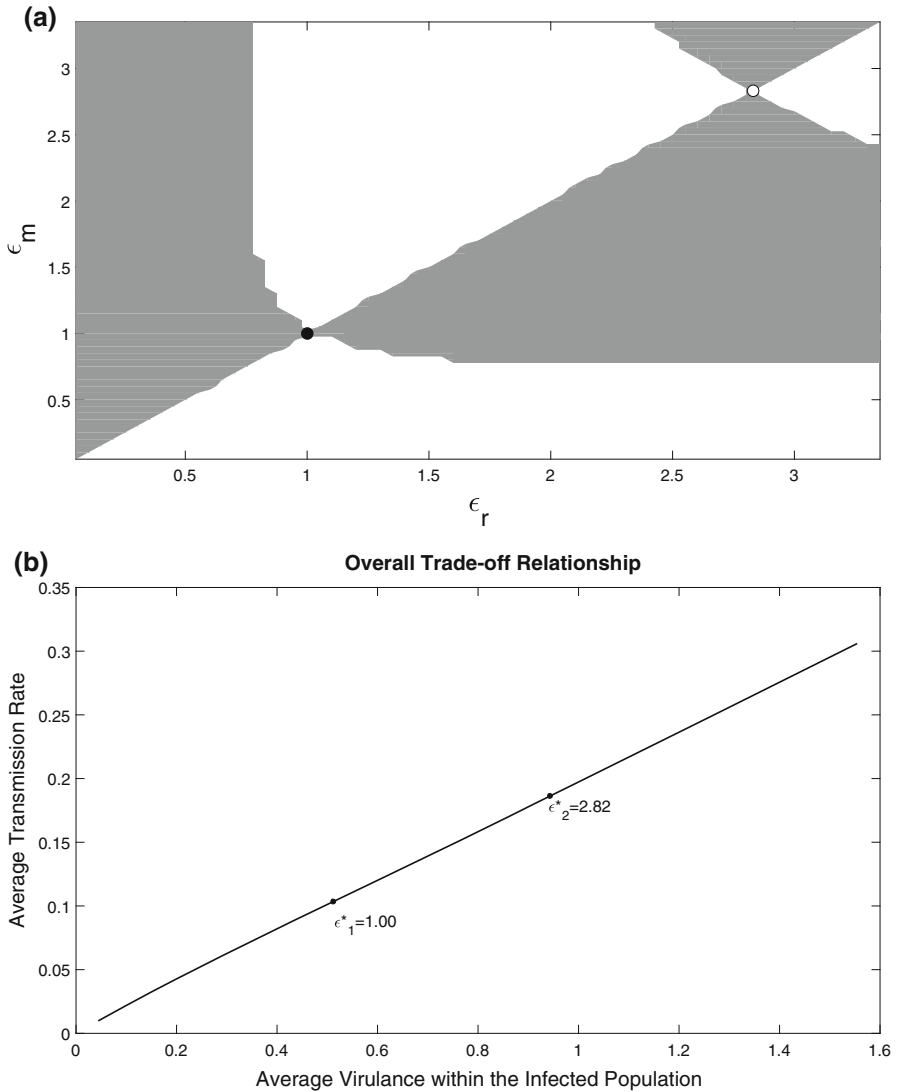 (a)
3
2.5
2
1.5
1
0.5
ϵm
0.5 1 1.5 2 2.5 3
ϵr
(b)
Overall Trade-off Relationship
0.35
0.3
0.25
0.2
0.15
0.1
0.05
0
Average Transmission Rate
ϵ*2=2.82
ϵ*1=1.00
0 0.2 0.4 0.6 0.8 1 1.2 1.4 1.6
Average Virulance within the Infected Population